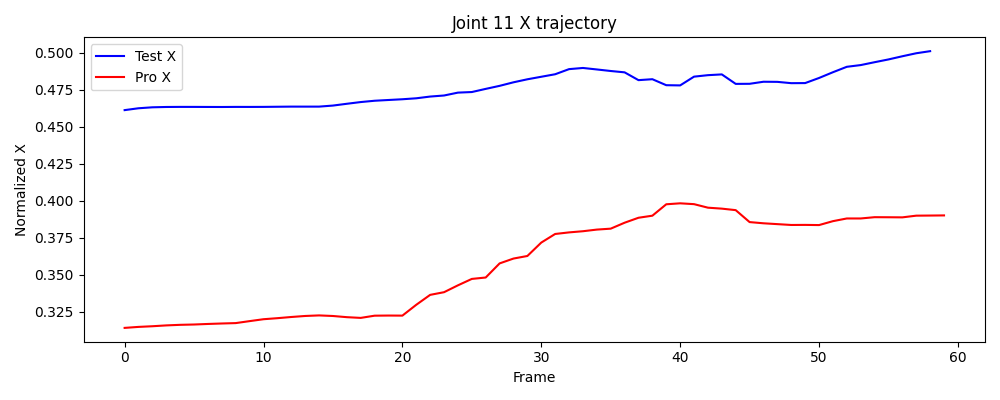 Joint 11 X trajectory
Test X
Pro X
Normalized X
0.500
0.475
0.450
0.425
0.400
0.375
0.350
0.325
0 10 20 30 40 50 60
Frame